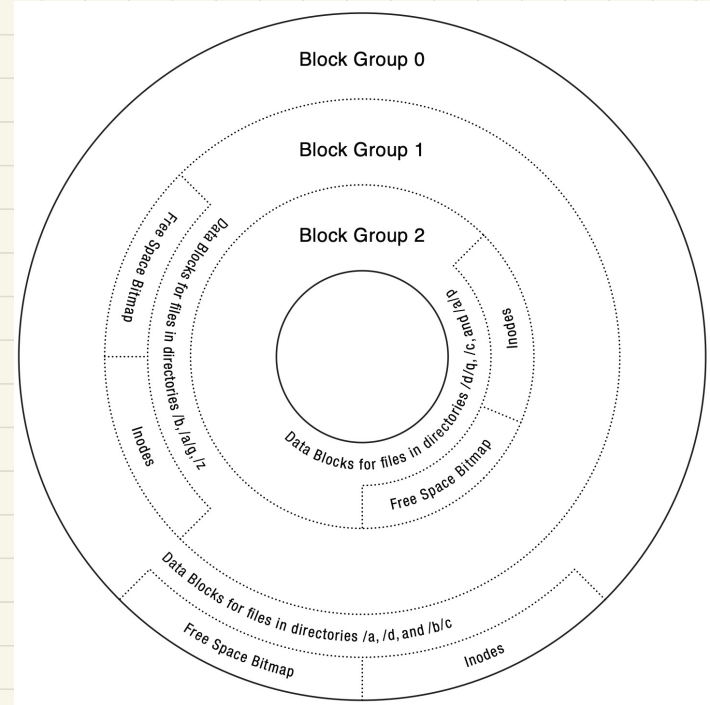 Block Group 0
Block Group 1
Block Group 2
Free Space Bitmap
Data Blocks for files in directories /b, /a/g, /z
Inodes
Inodes
Data Blocks for files in directories /d/q, /c, and /a/p
Free Space Bitmap
Data Blocks for files in directories /a, /d, and /b/c
Free Space Bitmap
Inodes